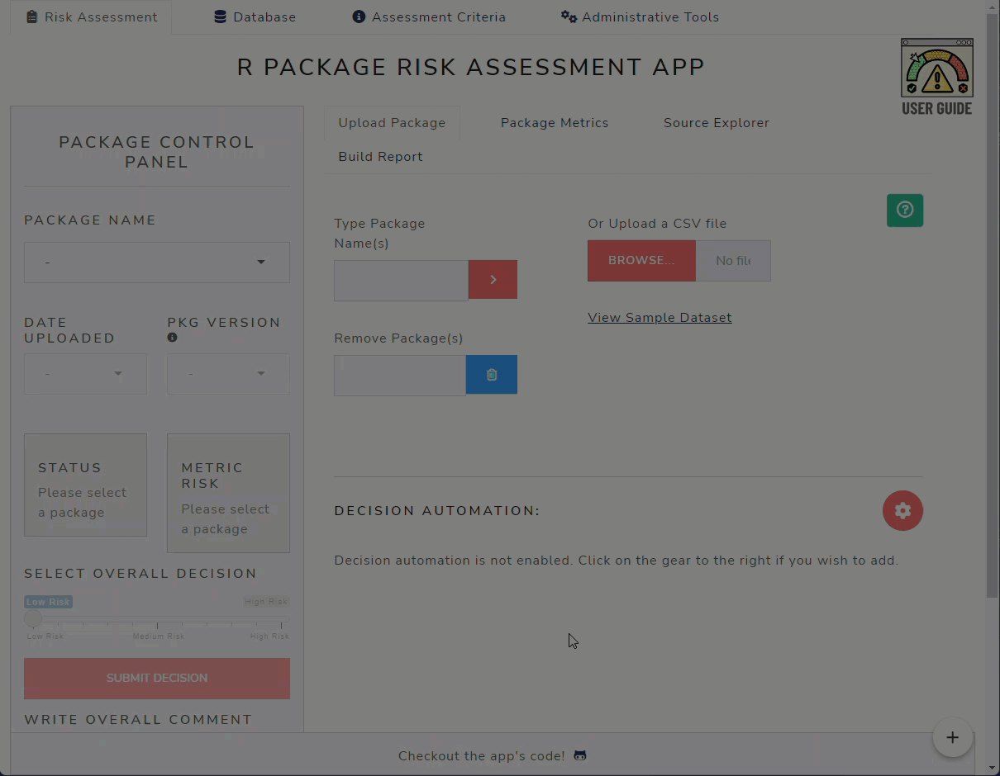 Risk Assessment
Database
Assessment Criteria
Administrative Tools
R PACKAGE RISK ASSESSMENT APP
USER GUIDE
PACKAGE CONTROL
PANEL
PACKAGE NAME
-
DATE
UPLOADED
PKG VERSION
-
-
STATUS
Please select
a package
METRIC
RISK
Please select
a package
SELECT OVERALL DECISION
Low Risk
High Risk
Low Risk
Medium Risk
High Risk
SUBMIT DECISION
WRITE OVERALL COMMENT
Upload Package
Package Metrics
Source Explorer
Build Report
Type Package
Name(s)
Or Upload a CSV file
BROWSE...
No file
View Sample Dataset
Remove Package(s)
DECISION AUTOMATION:
Decision automation is not enabled. Click on the gear to the right if you wish to add.
+
Checkout the app's code!